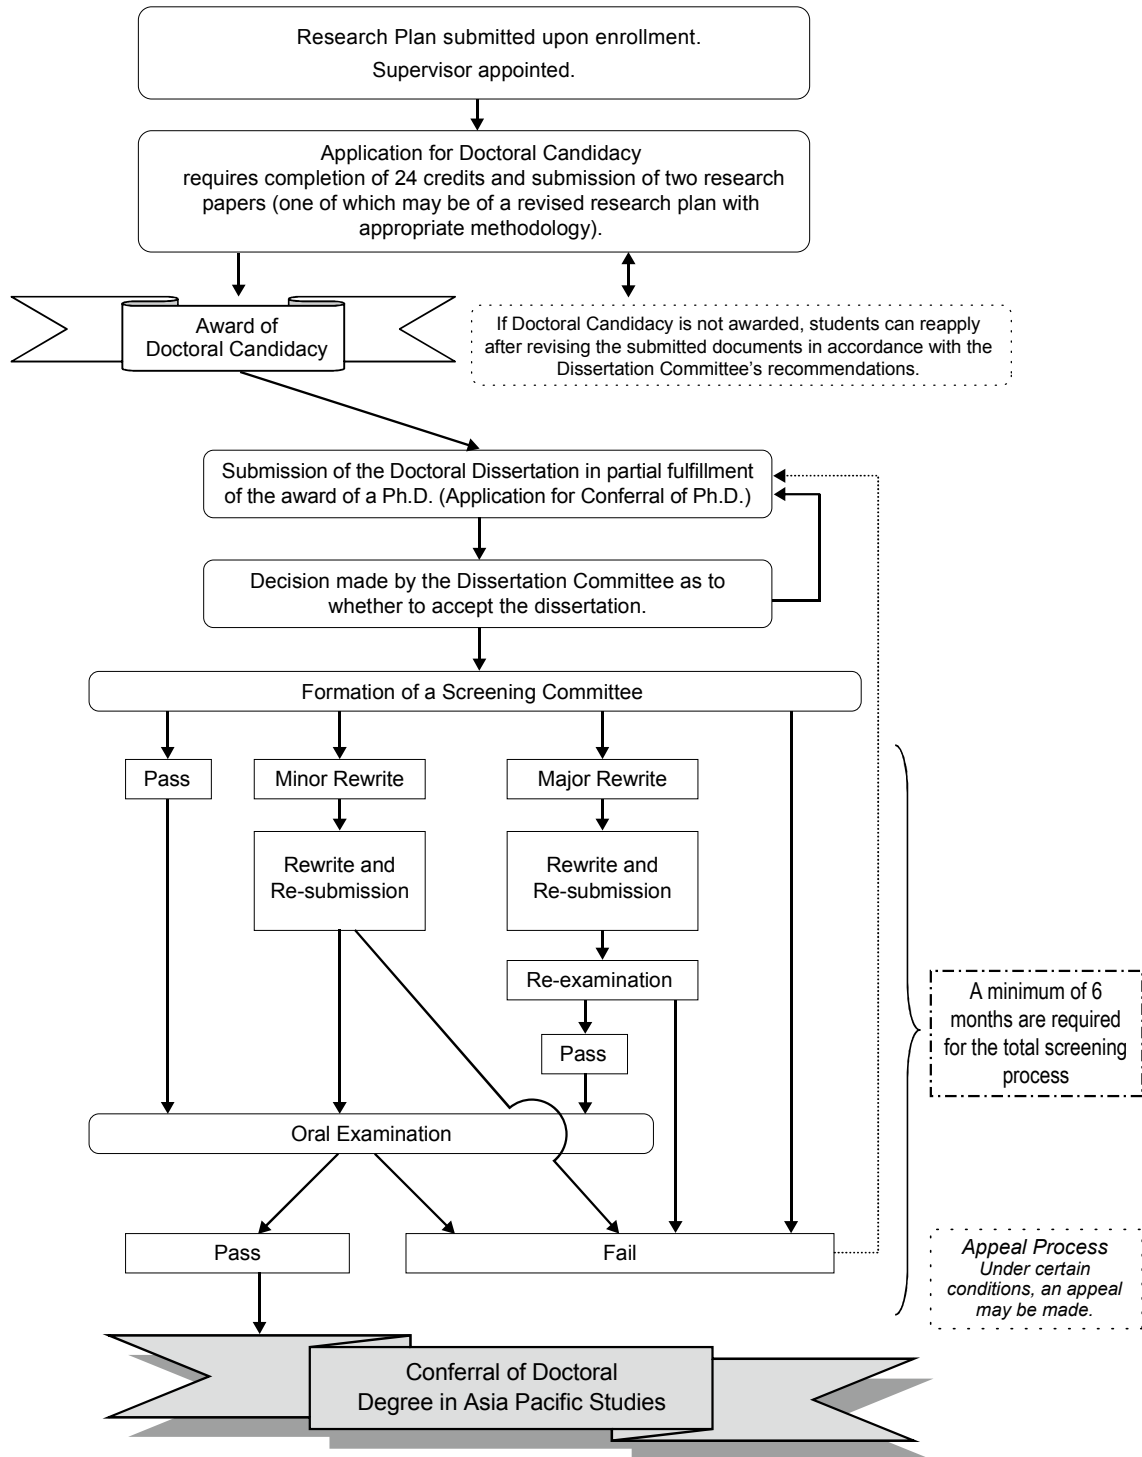 Research Plan submitted upon enrollment.
Supervisor appointed.
Application for Doctoral Candidacy
requires completion of 24 credits and submission of two research
papers (one of which may be of a revised research plan with
appropriate methodology).
Award of
Doctoral Candidacy
If Doctoral Candidacy is not awarded, students can reapply
after revising the submitted documents in accordance with the
Dissertation Committee’s recommendations.
Submission of the Doctoral Dissertation in partial fulfillment
of the award of a Ph.D. (Application for Conferral of Ph.D.)
Decision made by the Dissertation Committee as to
whether to accept the dissertation.
Formation of a Screening Committee
Pass
Minor Rewrite
Major Rewrite
Rewrite and
Re-submission
Rewrite and
Re-submission
Re-examination
Pass
A minimum of 6
months are required
for the total screening
process
Oral Examination
Pass
Fail
Appeal Process
Under certain
conditions, an appeal
may be made.
Conferral of Doctoral
Degree in Asia Pacific Studies